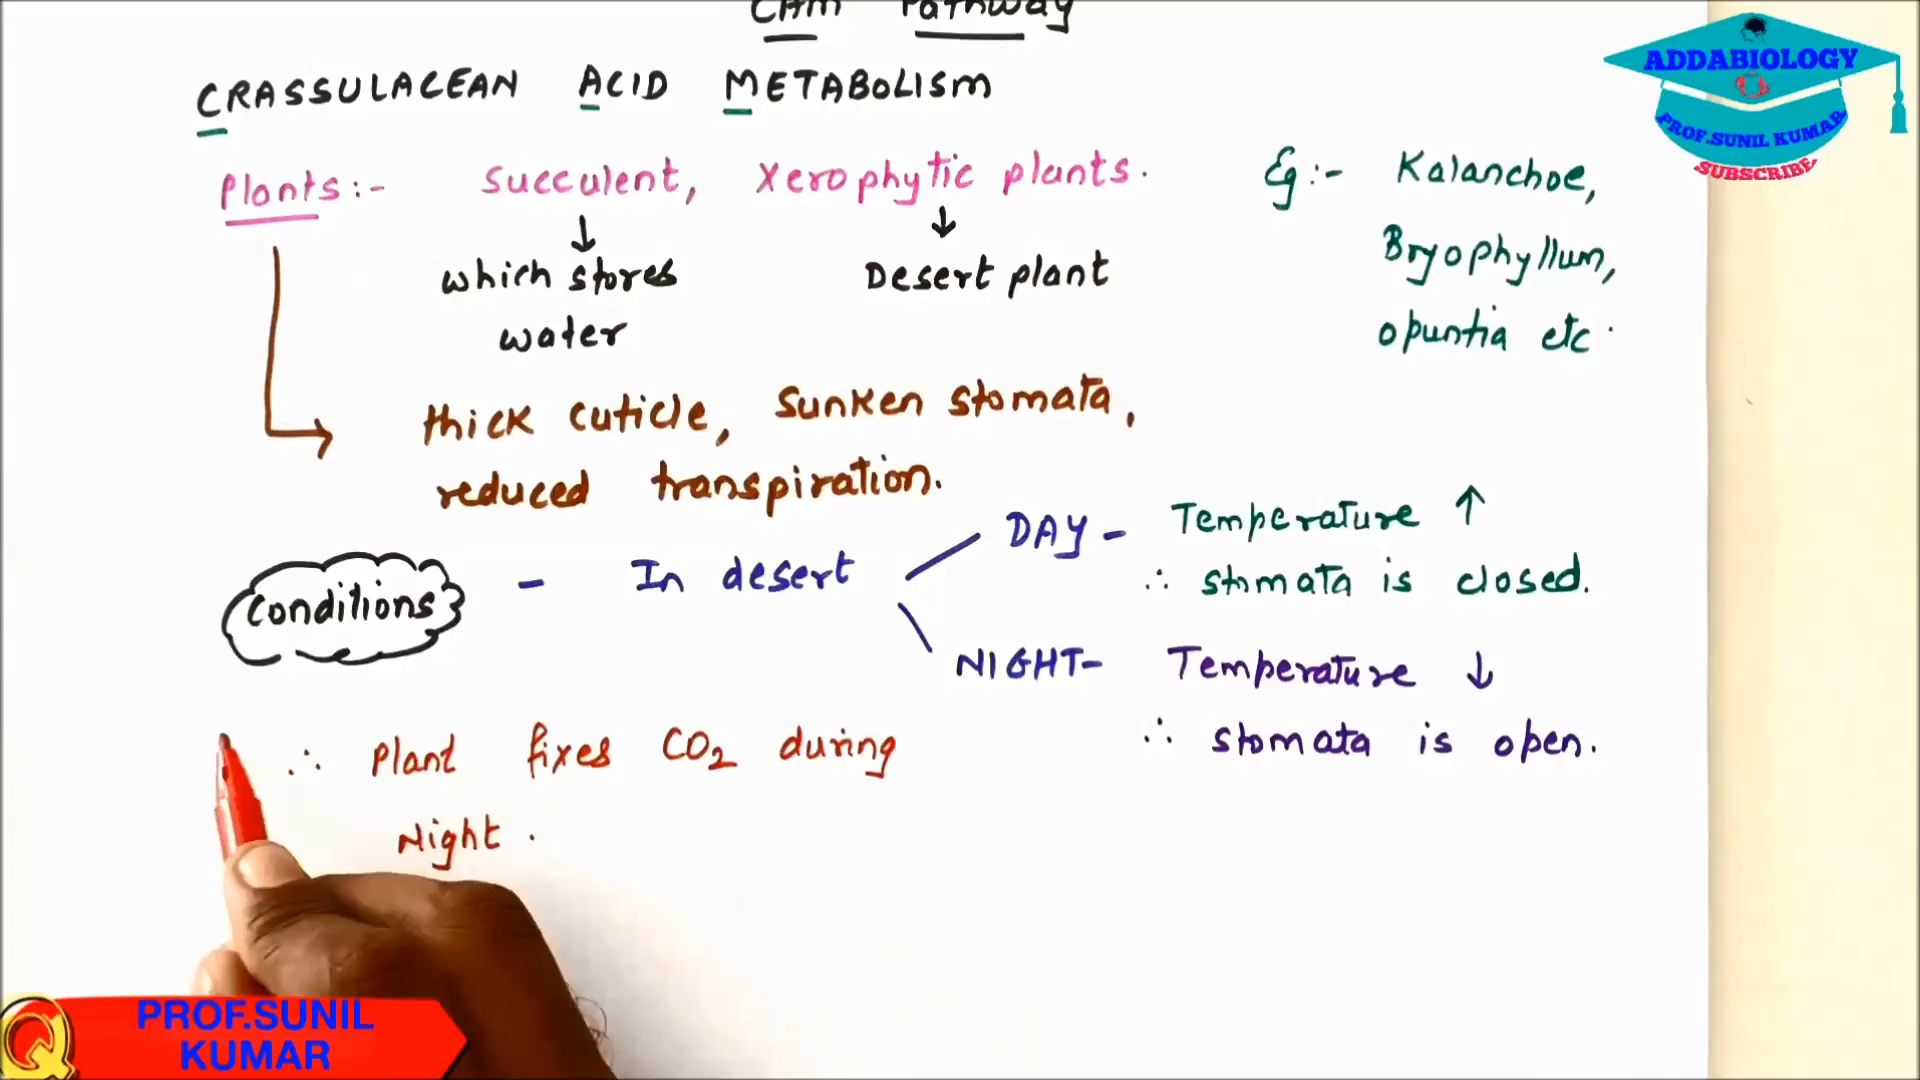 CAM Pathway
CRASSULACEAN ACID METABOLISM
Plants:- Succulent, Xerophytic plants.
↓ ↓
which stores Desert plant
water
Eg:- Kalanchoe,
Bryophyllum,
opuntia etc.
thick cuticle, Sunken stomata,
reduced transpiration.
Conditions - In desert
DAY - Temperature ↑
∴ stomata is closed.
NIGHT- Temperature ↓
∴ stomata is open.
∴ Plant fixes CO2 during
Night.
ADDABIOLOGY
PROF.SUNIL KUMAR
SUBSCRIBE
PROF.SUNIL
KUMAR